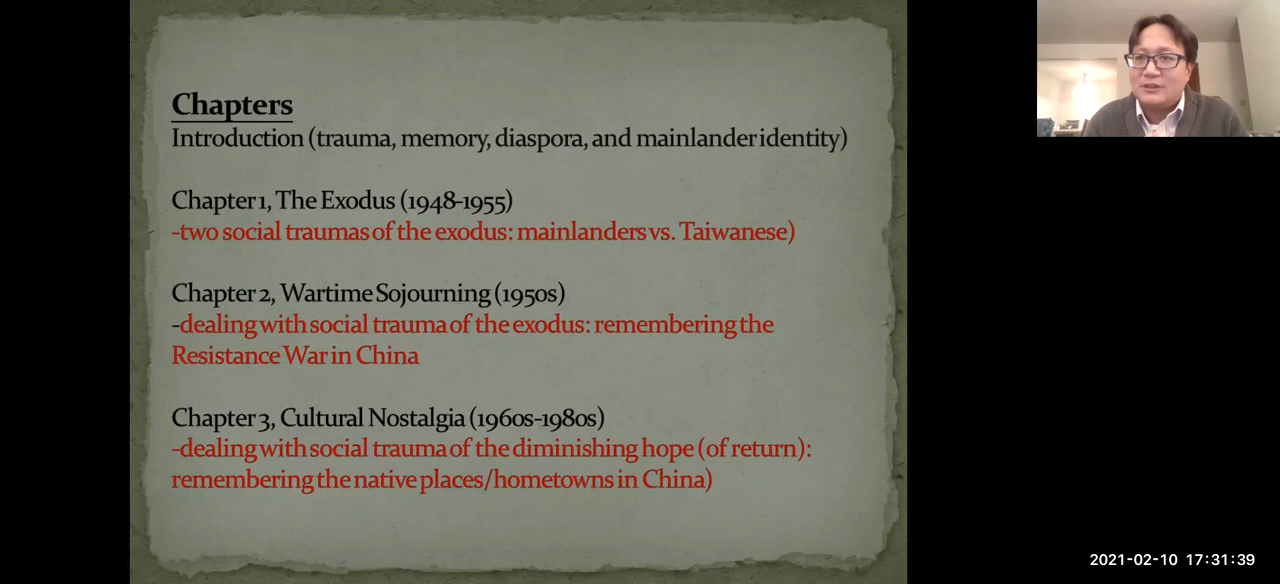 Chapters
Introduction (trauma, memory, diaspora, and mainlander identity)
Chapter 1, The Exodus (1948-1955)
-two social traumas of the exodus: mainlanders vs. Taiwanese)
Chapter 2, Wartime Sojourning (1950s)
-dealing with social trauma of the exodus: remembering the
Resistance War in China
Chapter 3, Cultural Nostalgia (1960s-1980s)
-dealing with social trauma of the diminishing hope (of return):
remembering the native places/hometowns in China)
2021-02-10 17:31:39